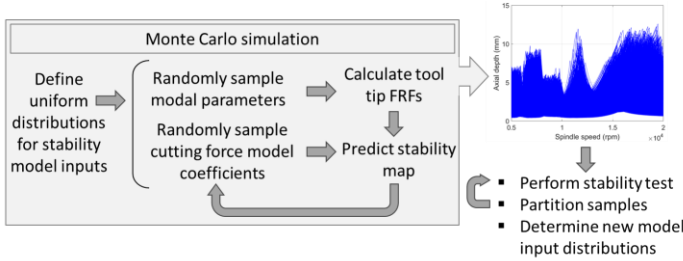 Monte Carlo simulation
Define
uniform
distributions
for stability
model inputs
Randomly sample
modal parameters
Calculate tool
tip FRFs
Randomly sample
cutting force model
coefficients
Predict stability
map
15
10
5
0
Axial depth (mm)
0.5
1
1.5
2
Spindle speed (rpm)
×10⁴
▪ Perform stability test
▪ Partition samples
▪ Determine new model
input distributions